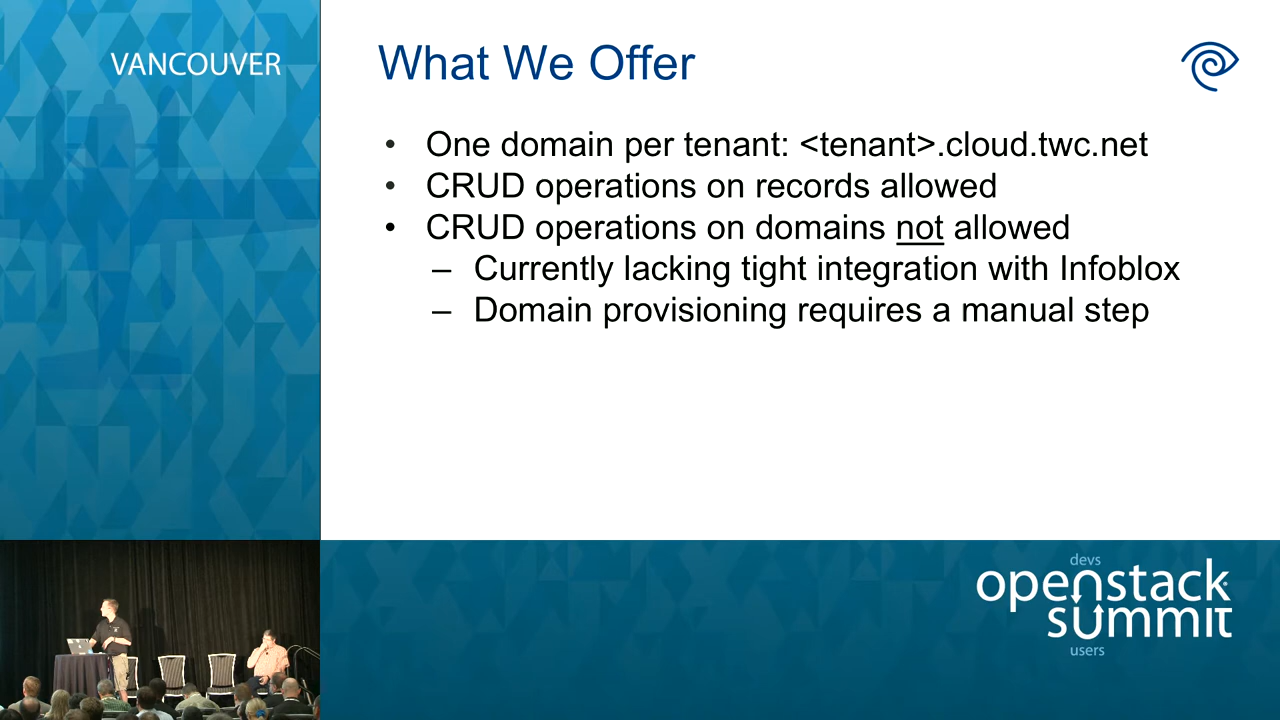 VANCOUVER
What We Offer
• One domain per tenant: <tenant>.cloud.twc.net
• CRUD operations on records allowed
• CRUD operations on domains not allowed
– Currently lacking tight integration with Infoblox
– Domain provisioning requires a manual step
devs
openstack
summit
users